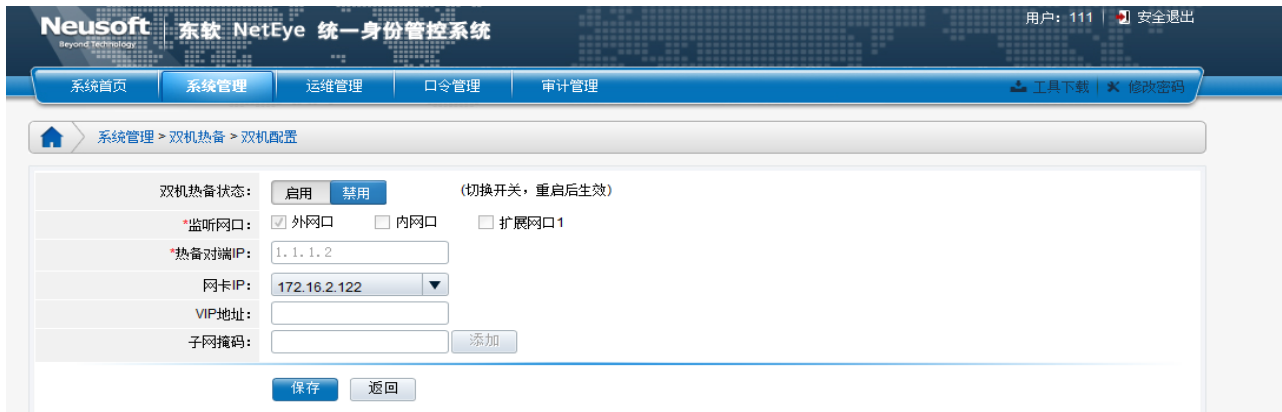 用户：111 安全退出
Neusoft 东软 NetEye 统一身份管控系统
Beyond Technology
系统首页 系统管理 运维管理 口令管理 审计管理 工具下载 修改密码
系统管理 > 双机热备 > 双机配置
双机热备状态： 启用 禁用 (切换开关，重启后生效)
*监听网口： 外网口 内网口 扩展网口1
*热备对端IP： 1.1.1.2
网卡IP： 172.16.2.122
VIP地址：
子网掩码： 添加
保存 返回